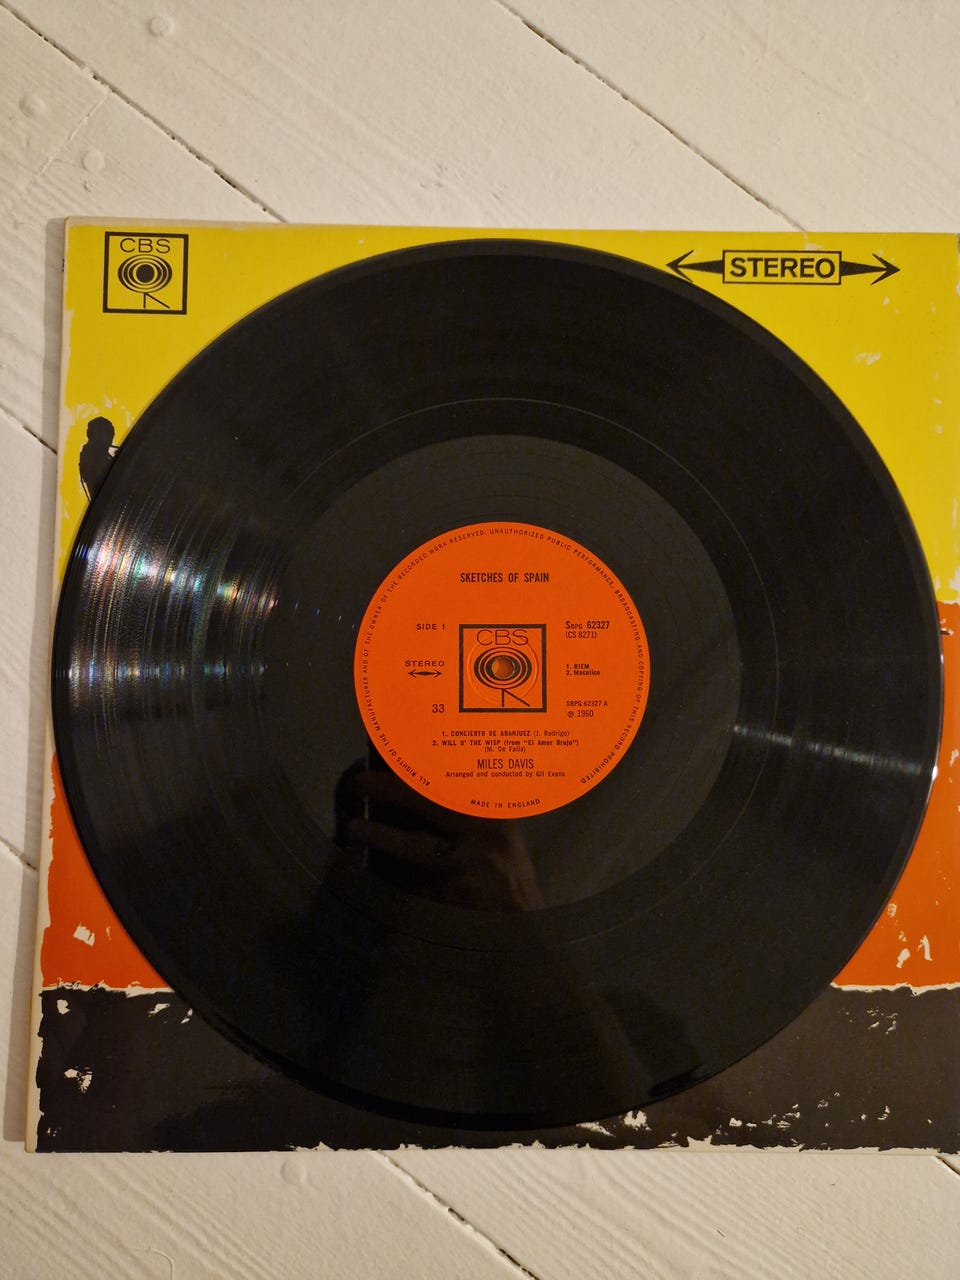 CBS
STEREO
ALL RIGHTS OF THE MANUFACTURER AND OF THE OWNER OF THE RECORDED WORK RESERVED. UNAUTHORIZED PUBLIC PERFORMANCE, BROADCASTING AND COPYING OF THIS RECORD PROHIBITED
SKETCHES OF SPAIN
SIDE 1
SBPG 62327
(CS 8271)
CBS
STEREO
1. BIEM
2. Mecolico
33
SBPG 62327 A
℗ 1960
1. CONCIERTO DE ARANJUEZ (J. Rodrigo)
2. WILL O' THE WISP (from "El Amor Brujo")
(M. De Falla)
MILES DAVIS
Arranged and conducted by Gil Evans
MADE IN ENGLAND